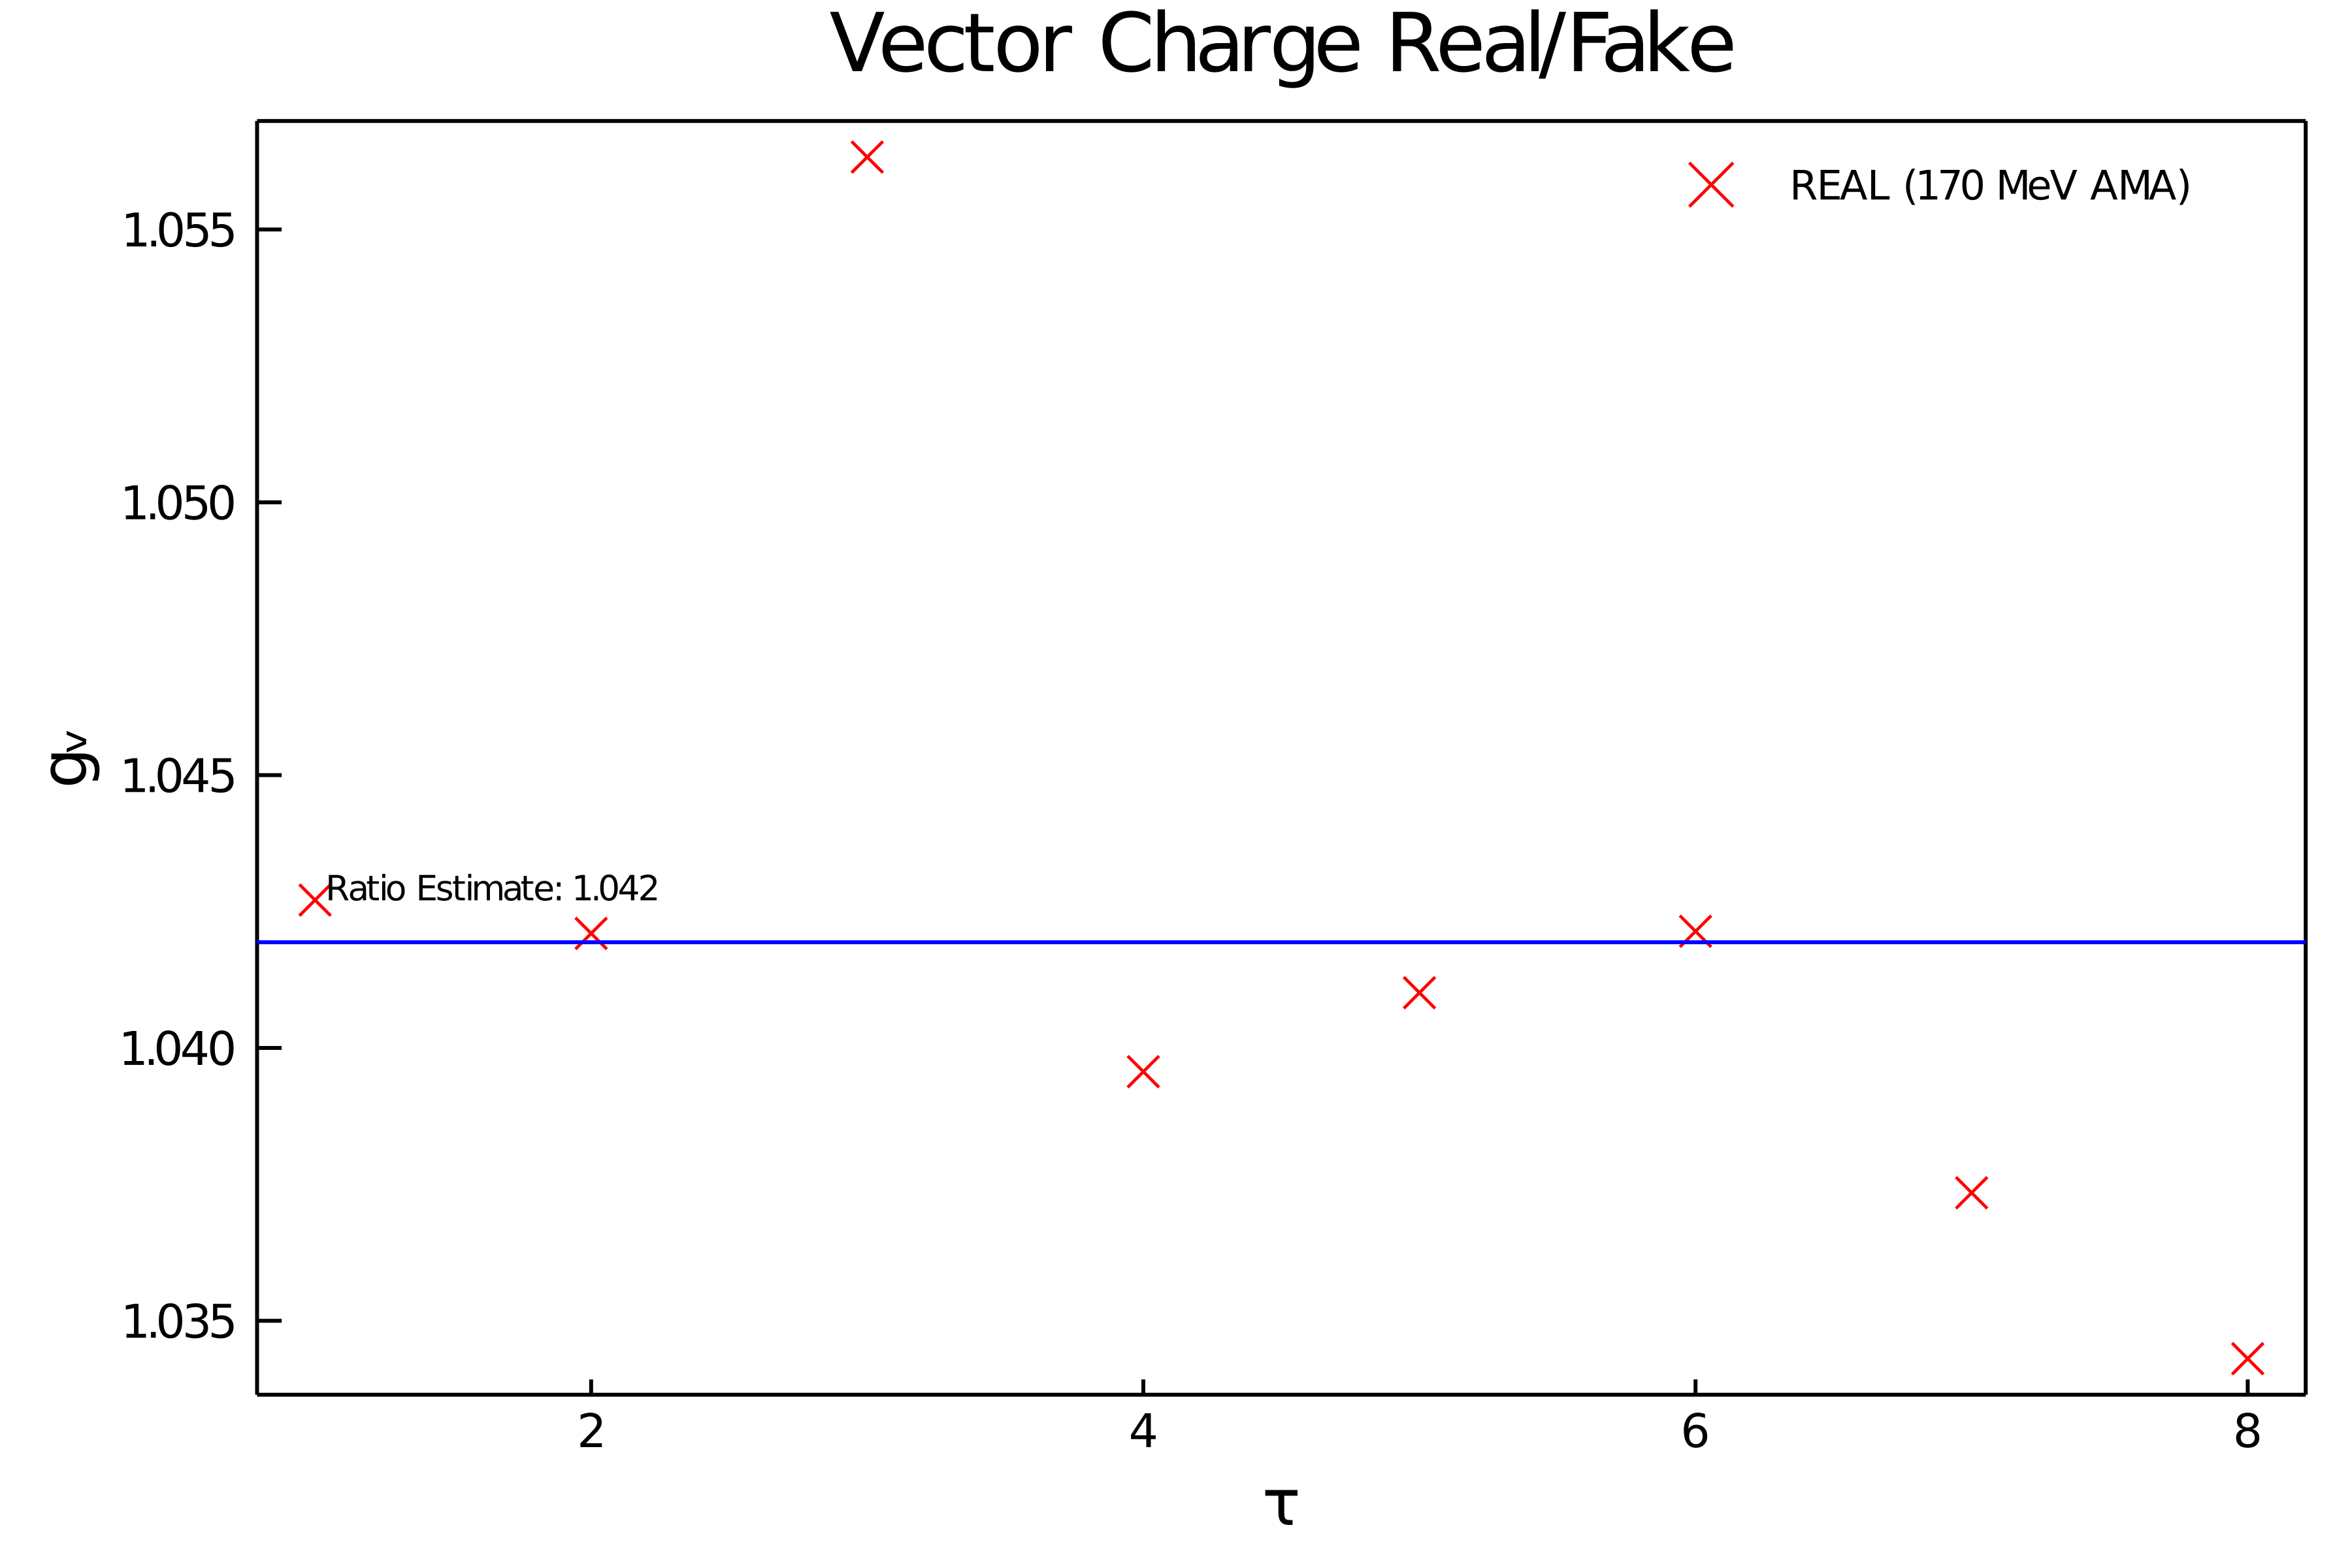 Vector Charge Real/Fake
REAL (170 MeV AMA)
1.055
1.050
1.045
1.040
1.035
gᵥ
Ratio Estimate: 1.042
2
4
6
8
τ